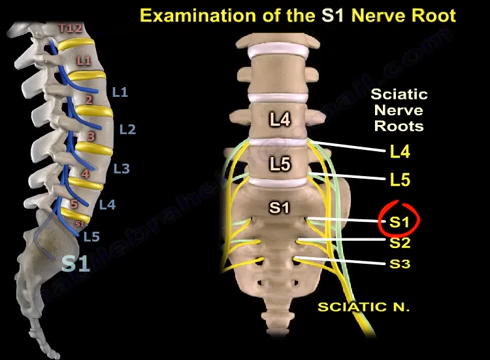 Examination of the S1 Nerve Root
T12
L1
2
3
4
5
S1
L1
L2
L3
L4
L5
S1
L4
L5
S1
Sciatic
Nerve
Roots
L4
L5
S1
S2
S3
SCIATIC N.